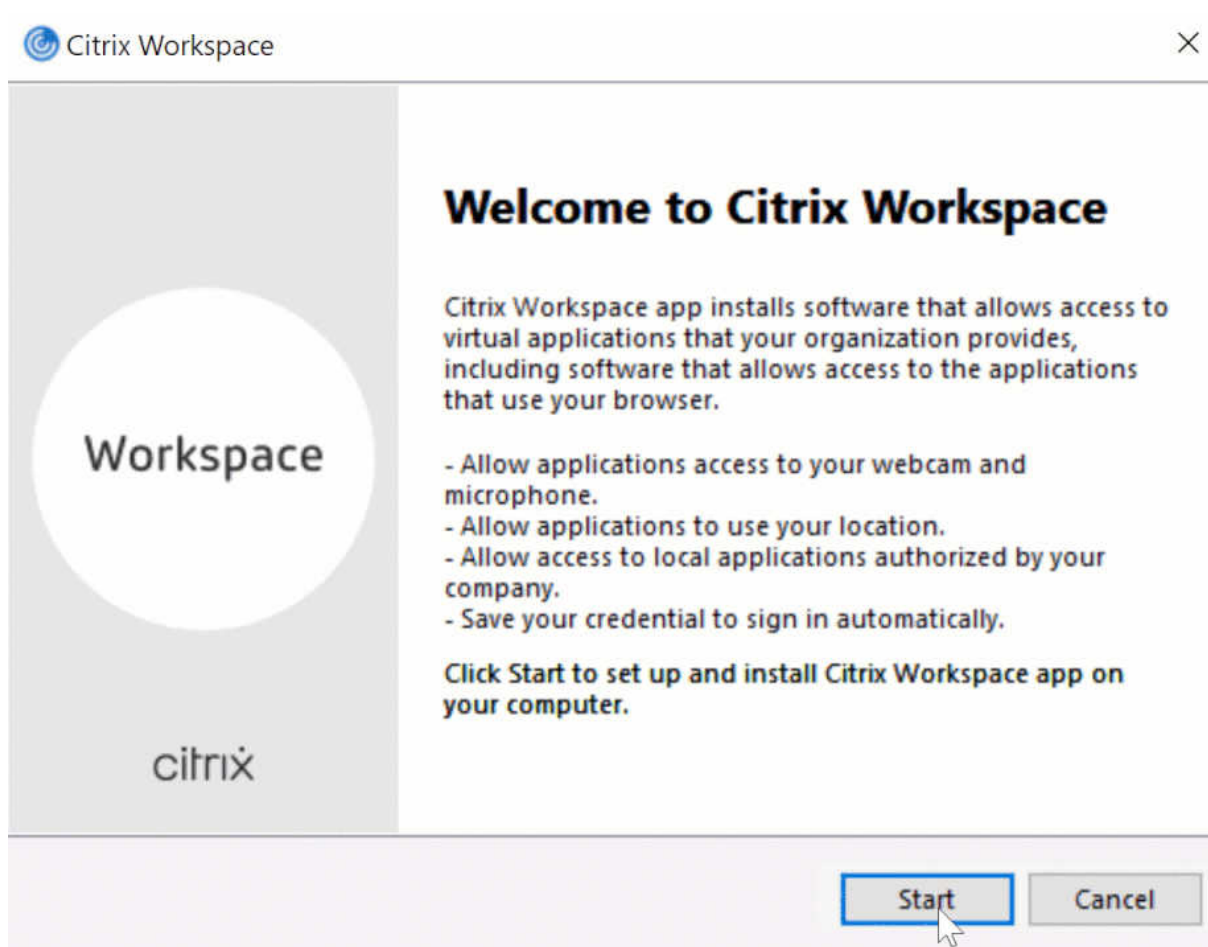 Citrix Workspace
Welcome to Citrix Workspace
Citrix Workspace app installs software that allows access to
virtual applications that your organization provides,
including software that allows access to the applications
that use your browser.
- Allow applications access to your webcam and
microphone.
- Allow applications to use your location.
- Allow access to local applications authorized by your
company.
- Save your credential to sign in automatically.
Click Start to set up and install Citrix Workspace app on
your computer.
Workspace
citrix
Start
Cancel